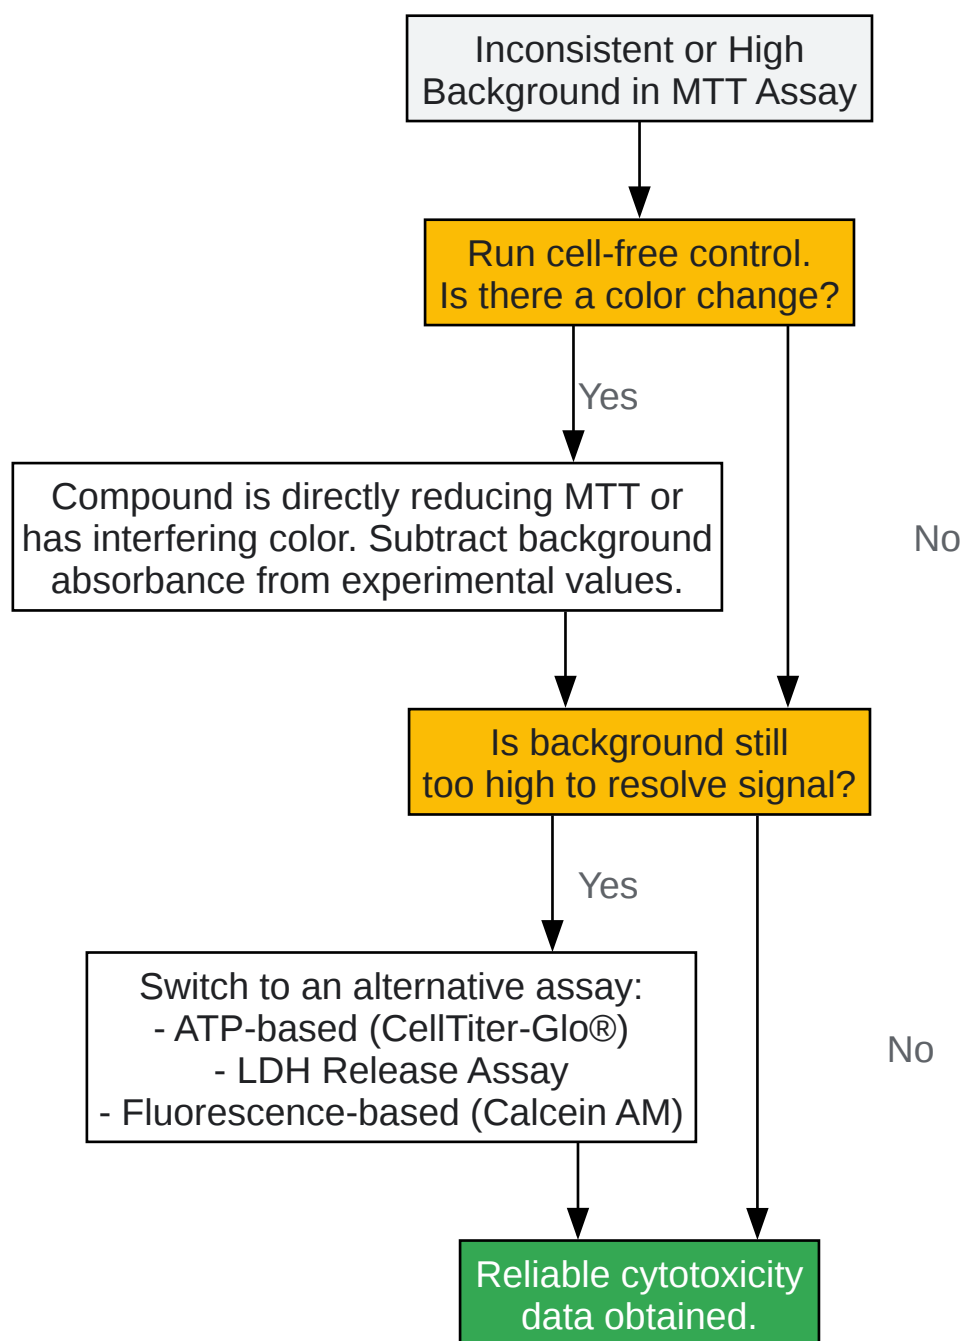 Inconsistent or High
Background in MTT Assay
Run cell-free control.
Is there a color change?
Yes
Compound is directly reducing MTT or
has interfering color. Subtract background
absorbance from experimental values.
No
Is background still
too high to resolve signal?
Yes
Switch to an alternative assay:
- ATP-based (CellTiter-Glo®)
- LDH Release Assay
- Fluorescence-based (Calcein AM)
No
Reliable cytotoxicity
data obtained.